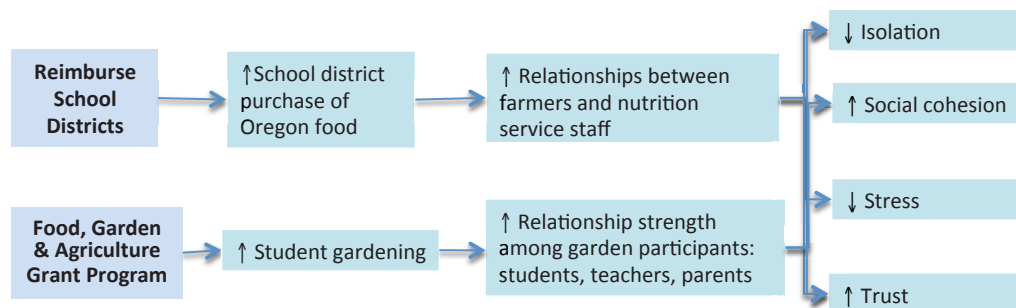 Reimburse
School
Districts
↑School district
purchase of
Oregon food
↑ Relationships between
farmers and nutrition
service staff
↓ Isolation
↑ Social cohesion
↓ Stress
↑ Trust
Food, Garden
& Agriculture
Grant Program
↑ Student gardening
↑ Relationship strength
among garden participants:
students, teachers, parents